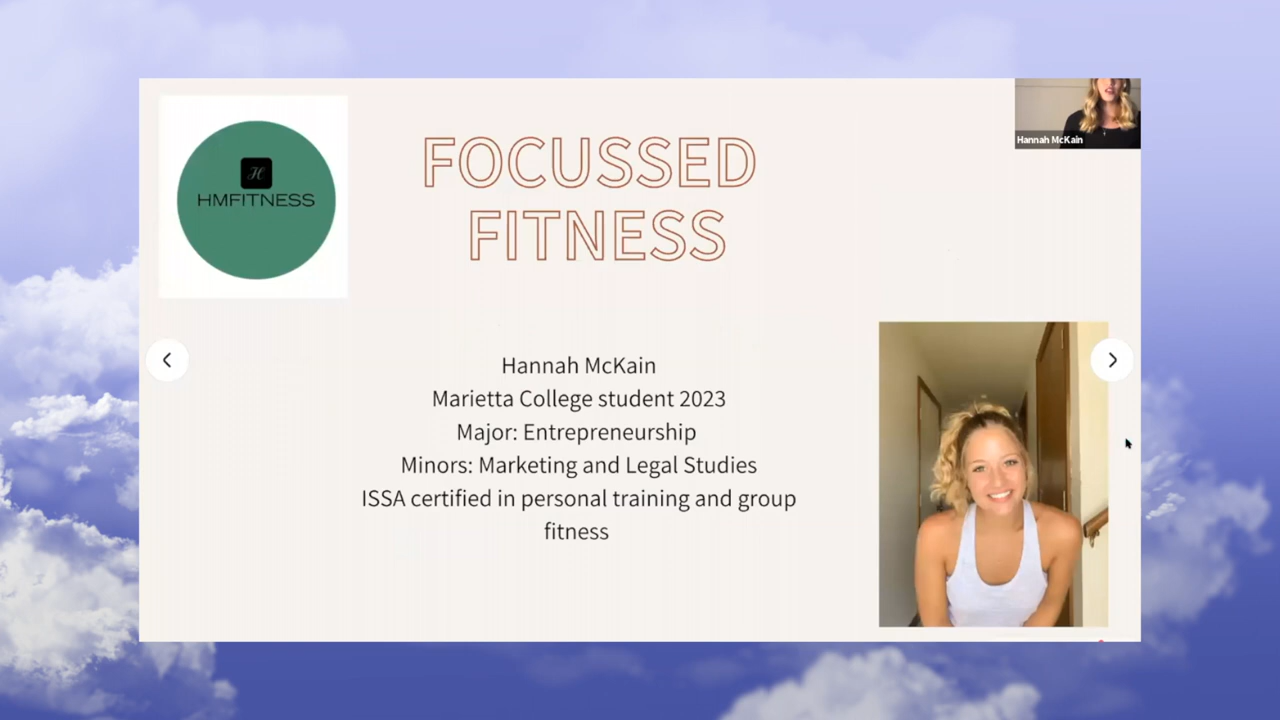 H
HMFITNESS
FOCUSSED
FITNESS
Hannah McKain
Hannah McKain
Marietta College student 2023
Major: Entrepreneurship
Minors: Marketing and Legal Studies
ISSA certified in personal training and group
fitness